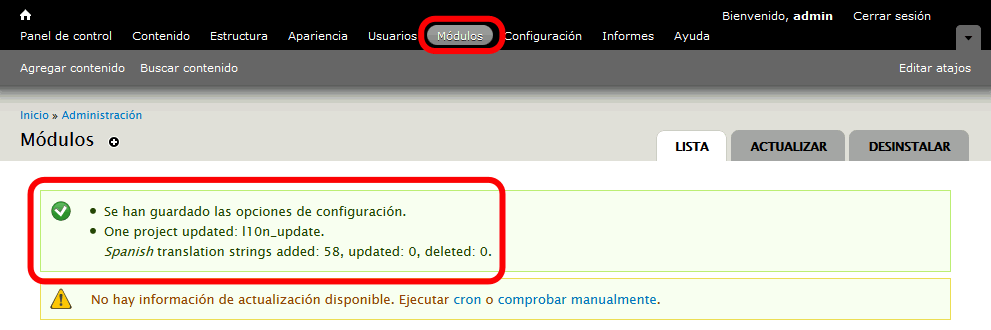 Bienvenido, admin Cerrar sesión
Panel de control Contenido Estructura Apariencia Usuarios Módulos Configuración Informes Ayuda
Agregar contenido Buscar contenido Editar atajos
Inicio » Administración
Módulos LISTA ACTUALIZAR DESINSTALAR
Se han guardado las opciones de configuración.
One project updated: l10n_update.
Spanish translation strings added: 58, updated: 0, deleted: 0.
No hay información de actualización disponible. Ejecutar cron o comprobar manualmente.